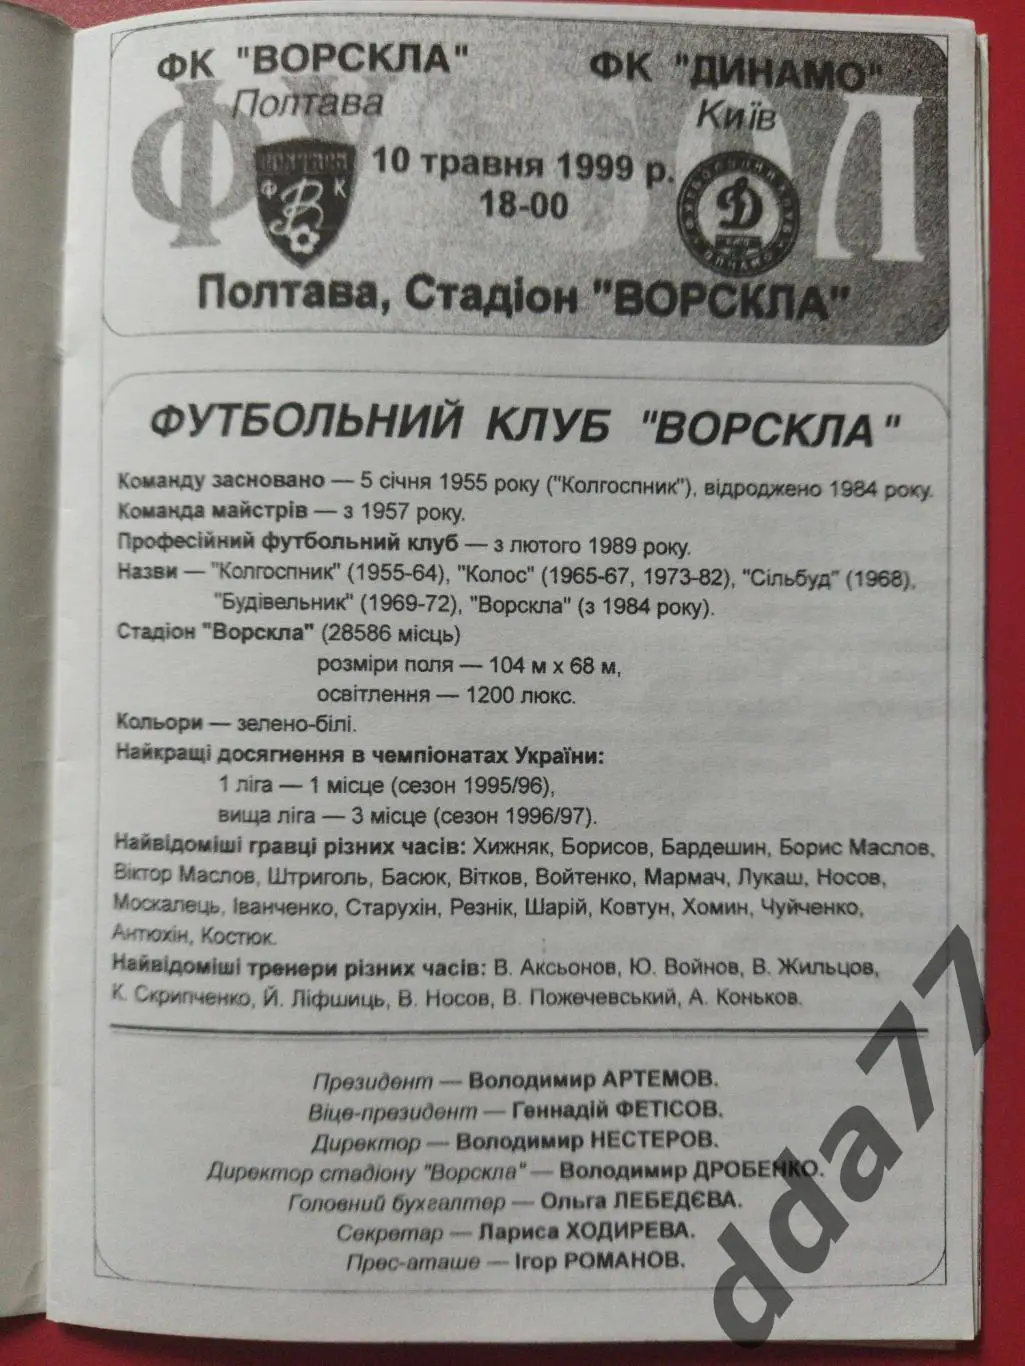 ФУТБОЛ
ФК "ВОРСКЛА" ФК "ДИНАМО"
Полтава Київ
10 травня 1999 р.
18-00
ПОЛТАВА
Ф К
В
ФУТБОЛЬНИЙ КЛУБ
Д
КИЇВ
ДИНАМО
Полтава, Стадіон "ВОРСКЛА"
ФУТБОЛЬНИЙ КЛУБ "ВОРСКЛА"
Команду засновано — 5 січня 1955 року ("Колгоспник"), відроджено 1984 року.
Команда майстрів — з 1957 року.
Професійний футбольний клуб — з лютого 1989 року.
Назви — "Колгоспник" (1955-64), "Колос" (1965-67, 1973-82), "Сільбуд" (1968),
"Будівельник" (1969-72), "Ворскла" (з 1984 року).
Стадіон "Ворскла" (28586 місць)
розміри поля — 104 м х 68 м,
освітлення — 1200 люкс.
Кольори — зелено-білі.
Найкращі досягнення в чемпіонатах України:
1 ліга — 1 місце (сезон 1995/96),
вища ліга — 3 місце (сезон 1996/97).
Найвідоміші гравці різних часів: Хижняк, Борисов, Бардешин, Борис Маслов,
Віктор Маслов, Штриголь, Басюк, Вітков, Войтенко, Мармач, Лукаш, Носов,
Москалець, Іванченко, Старухін, Резнік, Шарій, Ковтун, Хомин, Чуйченко,
Антюхін, Костюк.
Найвідоміші тренери різних часів: В. Аксьонов, Ю. Войнов, В. Жильцов,
К. Скрипченко, Й. Ліфшиць, В. Носов, В. Пожечевський, А. Коньков.
Президент — Володимир АРТЕМОВ.
Віце-президент — Геннадій ФЕТІСОВ.
Директор — Володимир НЕСТЕРОВ.
Директор стадіону "Ворскла" — Володимир ДРОБЕНКО.
Головний бухгалтер — Ольга ЛЕБЕДЄВА.
Секретар — Лариса ХОДИРЕВА.
Прес-аташе — Ігор РОМАНОВ.
dda77